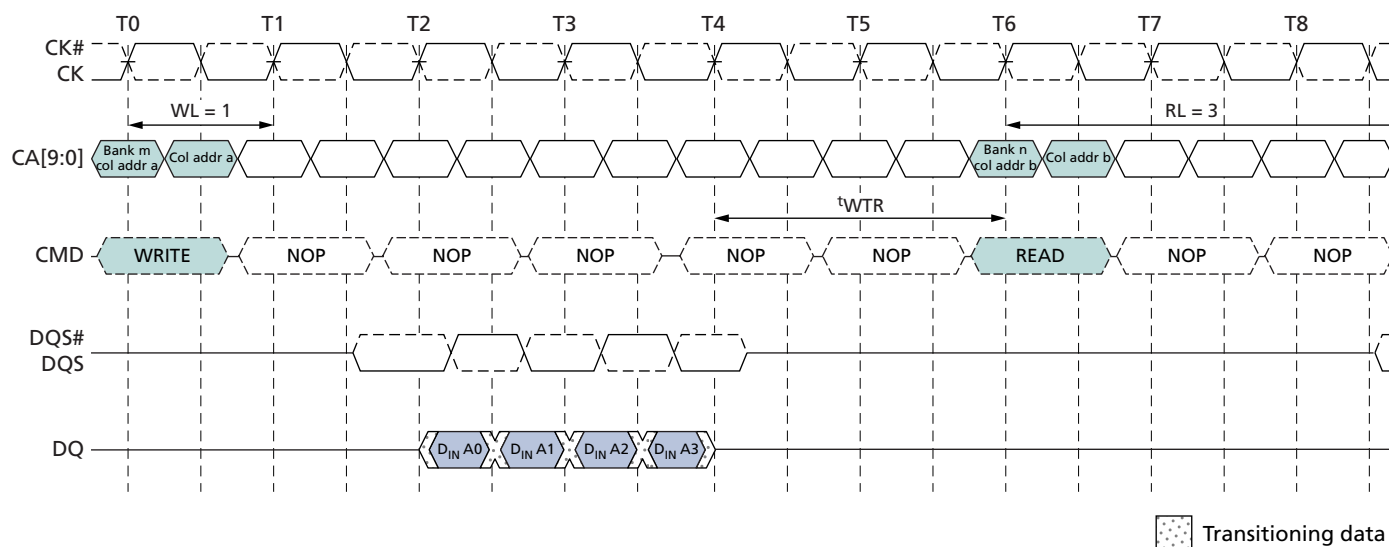 T0 T1 T2 T3 T4 T5 T6 T7 T8
CK#
CK
WL = 1 RL = 3
CA[9:0] Bank m col addr a Col addr a Bank n col addr b Col addr b
tWTR
CMD WRITE NOP NOP NOP NOP NOP READ NOP NOP
DQS#
DQS
DQ DIN A0 DIN A1 DIN A2 DIN A3
Transitioning data